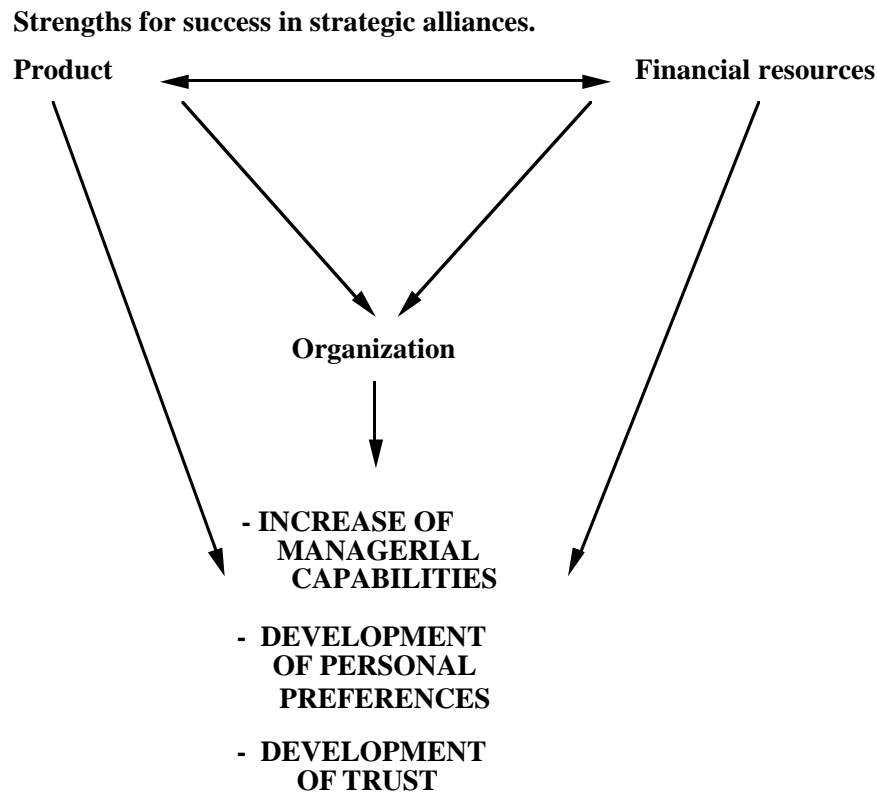 Strengths for success in strategic alliances.
Product
Financial resources
Organization
- INCREASE OF
MANAGERIAL
CAPABILITIES
- DEVELOPMENT
OF PERSONAL
PREFERENCES
- DEVELOPMENT
OF TRUST